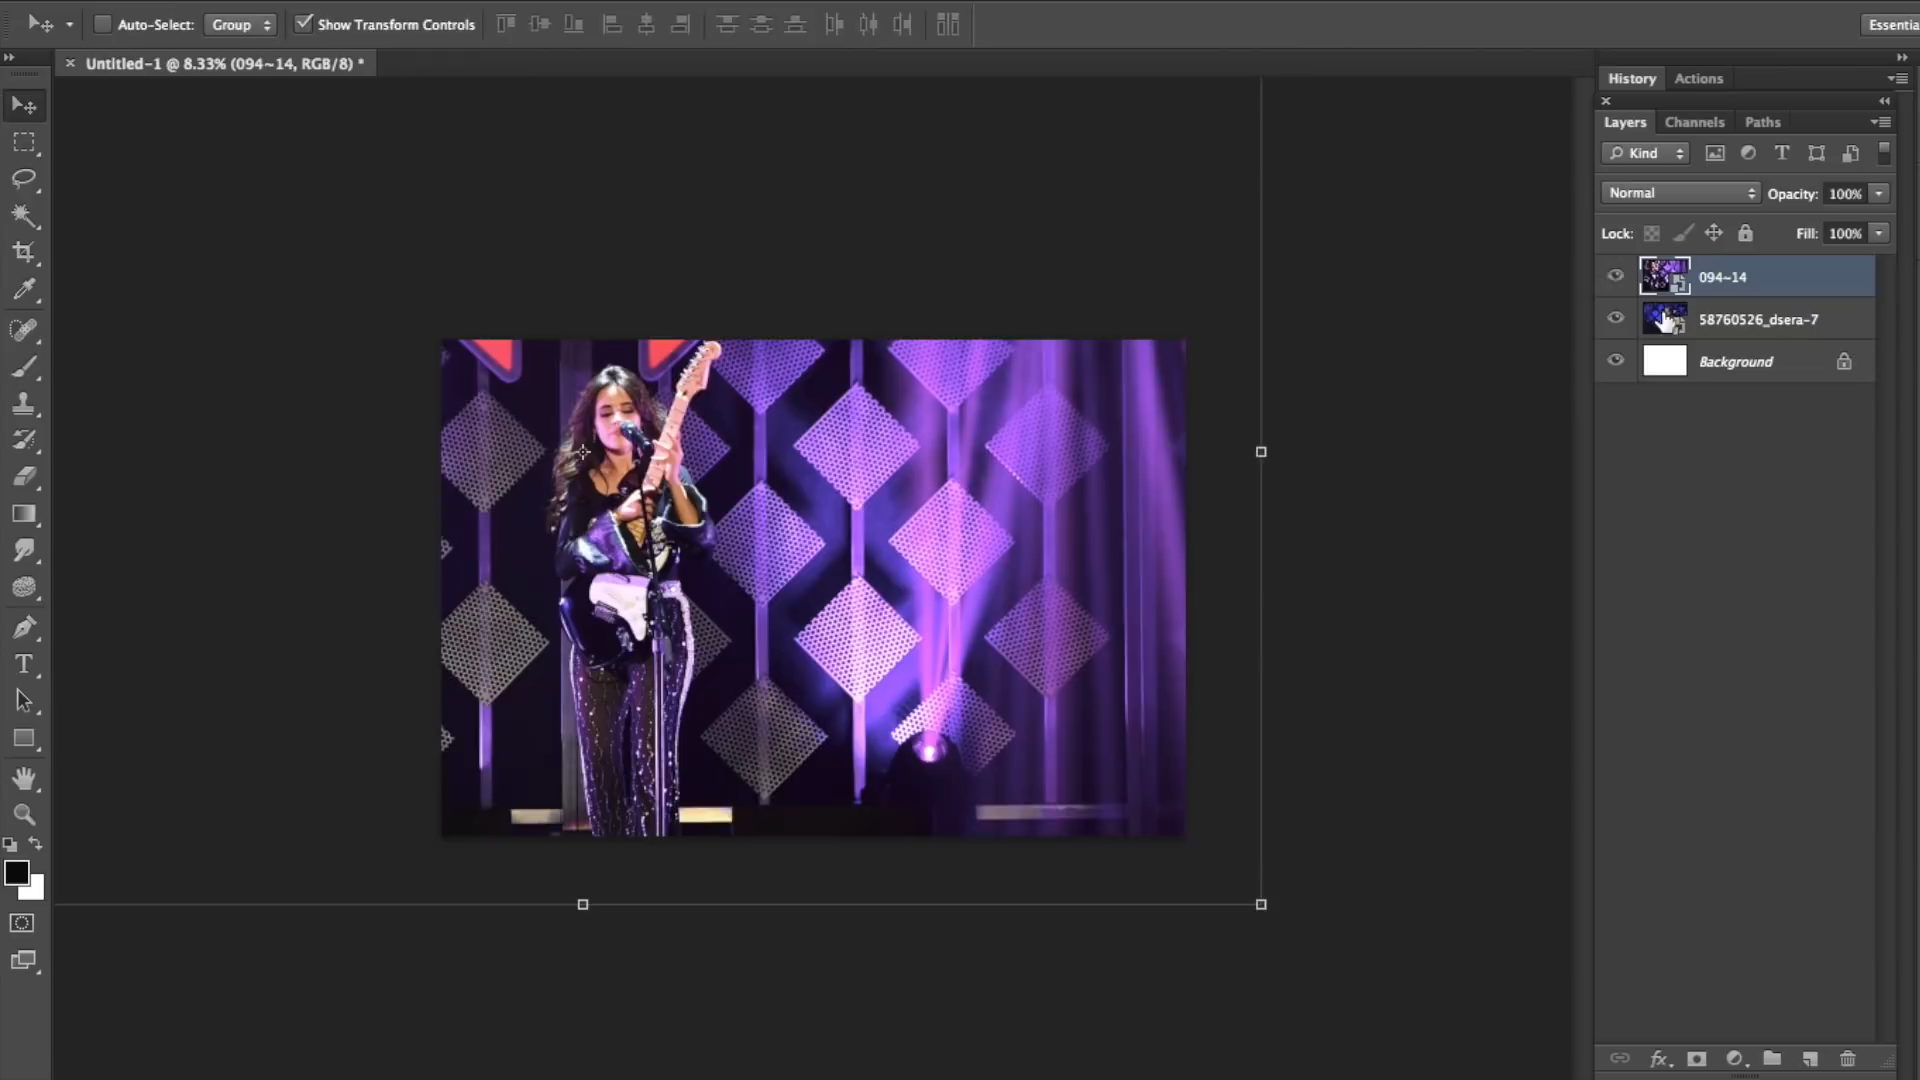 Auto-Select: Group Show Transform Controls Essentia
× Untitled-1 @ 8.33% (094~14, RGB/8) *
History Actions
Layers Channels Paths
Kind
Normal Opacity: 100%
Lock: Fill: 100%
094~14
58760526_dsera-7
Background